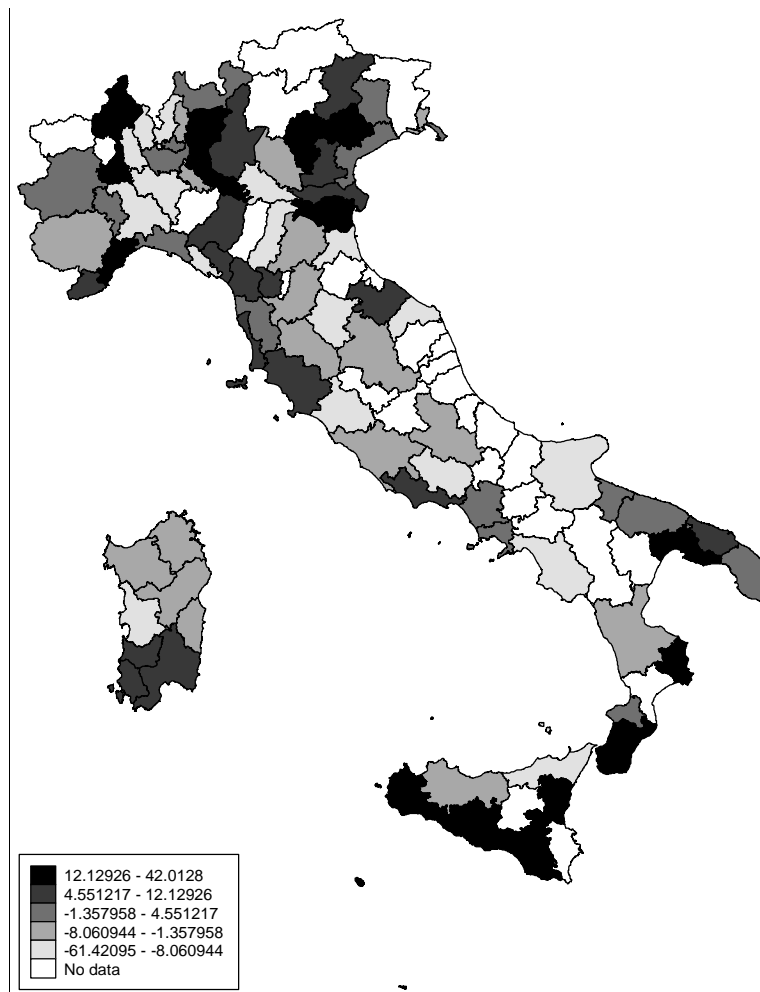 12.12926 - 42.0128
4.551217 - 12.12926
-1.357958 - 4.551217
-8.060944 - -1.357958
-61.42095 - -8.060944
No data